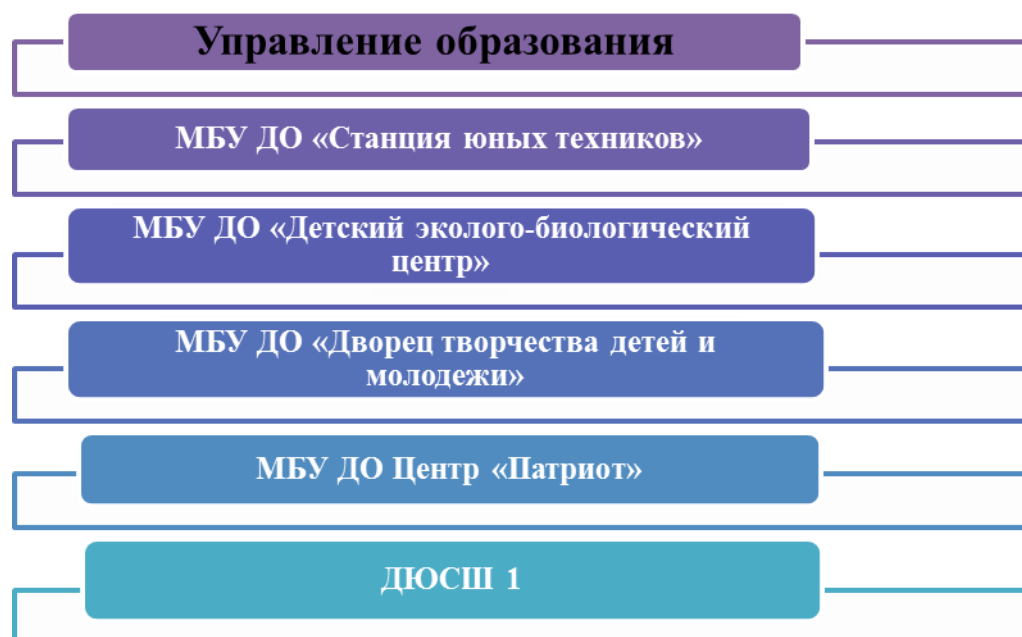 Управление образования
МБУ ДО «Станция юных техников»
МБУ ДО «Детский эколого-биологический
центр»
МБУ ДО «Дворец творчества детей и
молодежи»
МБУ ДО Центр «Патриот»
ДЮСШ 1